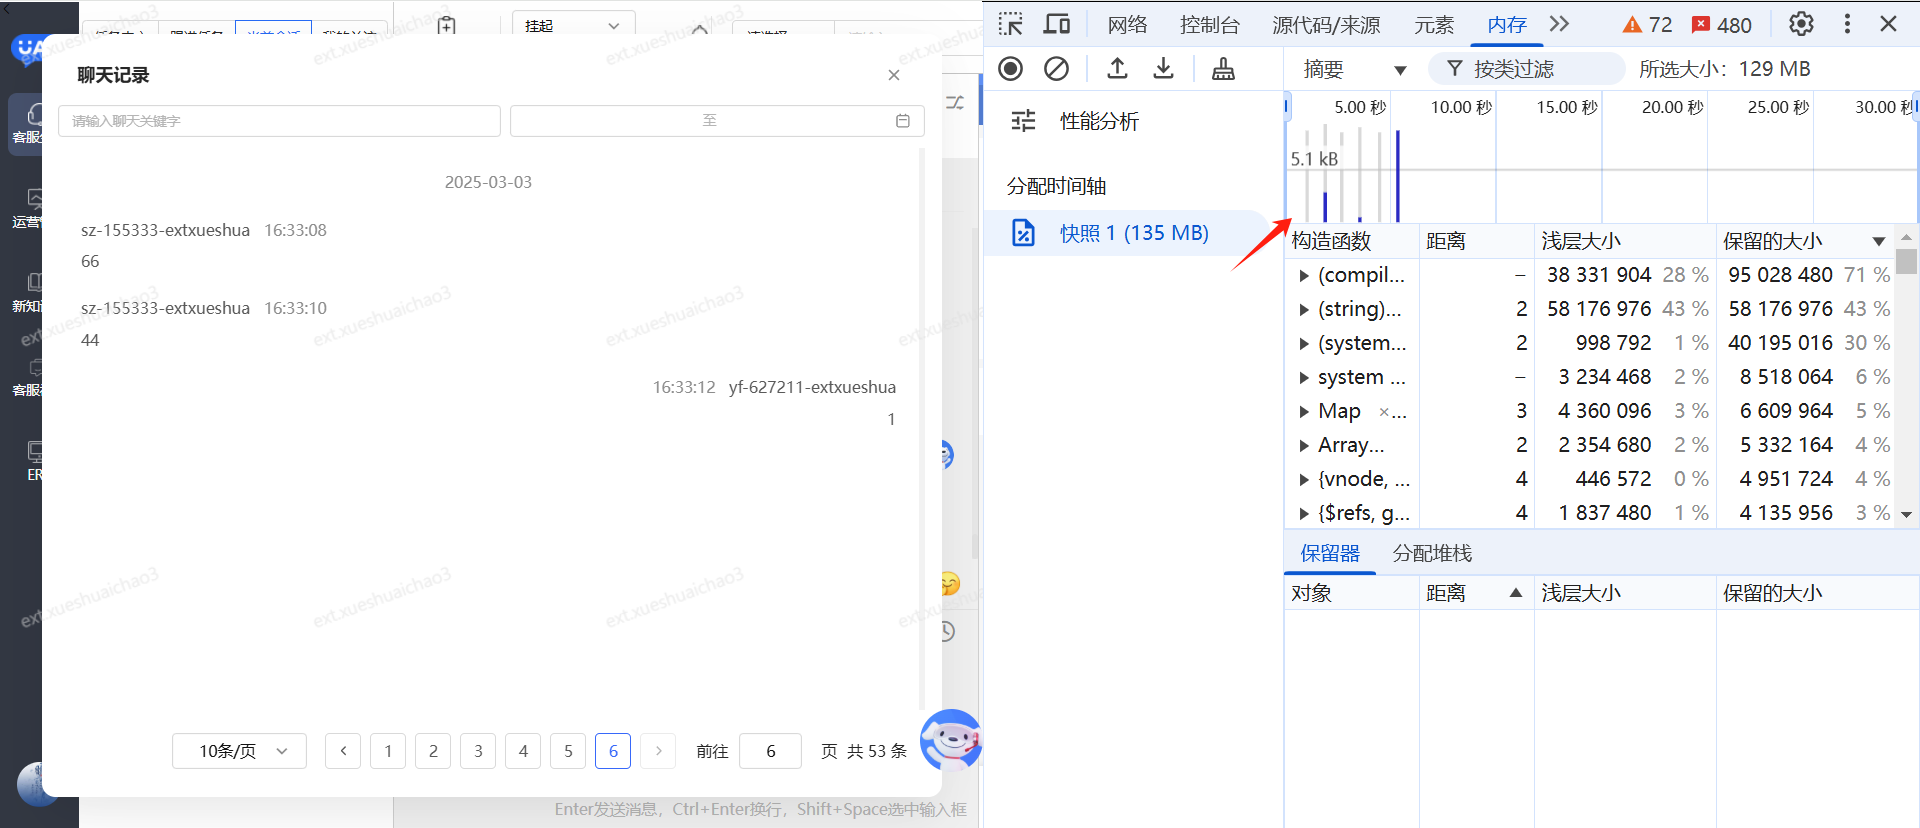 挂起
聊天记录
请输入聊天关键字
至
2025-03-03
sz-155333-extxueshua 16:33:08
66
sz-155333-extxueshua 16:33:10
44
16:33:12 yf-627211-extxueshua
1
10条/页
1
2
3
4
5
6
前往 6 页 共 53 条
Enter发送消息，Ctrl+Enter换行，Shift+Space选中输入框
客服
运营
新知
客服
ER
ext.xueshuaichao3
ext.xueshuaichao3
ext.xueshuaichao3
ext.xueshuaichao3
ext.xueshuaichao3
ext.xueshuaichao3
网络 控制台 源代码/来源 元素 内存 72 480
摘要 按类过滤 所选大小：129 MB
性能分析
分配时间轴
快照 1 (135 MB)
5.00 秒 10.00 秒 15.00 秒 20.00 秒 25.00 秒 30.00 秒
5.1 kB
构造函数 距离 浅层大小 保留的大小
(compil... – 38 331 904 28 % 95 028 480 71 %
(string)... 2 58 176 976 43 % 58 176 976 43 %
(system... 2 998 792 1 % 40 195 016 30 %
system ... – 3 234 468 2 % 8 518 064 6 %
Map ×... 3 4 360 096 3 % 6 609 964 5 %
Array... 2 2 354 680 2 % 5 332 164 4 %
{vnode, ... 4 446 572 0 % 4 951 724 4 %
{$refs, g... 4 1 837 480 1 % 4 135 956 3 %
保留器 分配堆栈
对象 距离 浅层大小 保留的大小